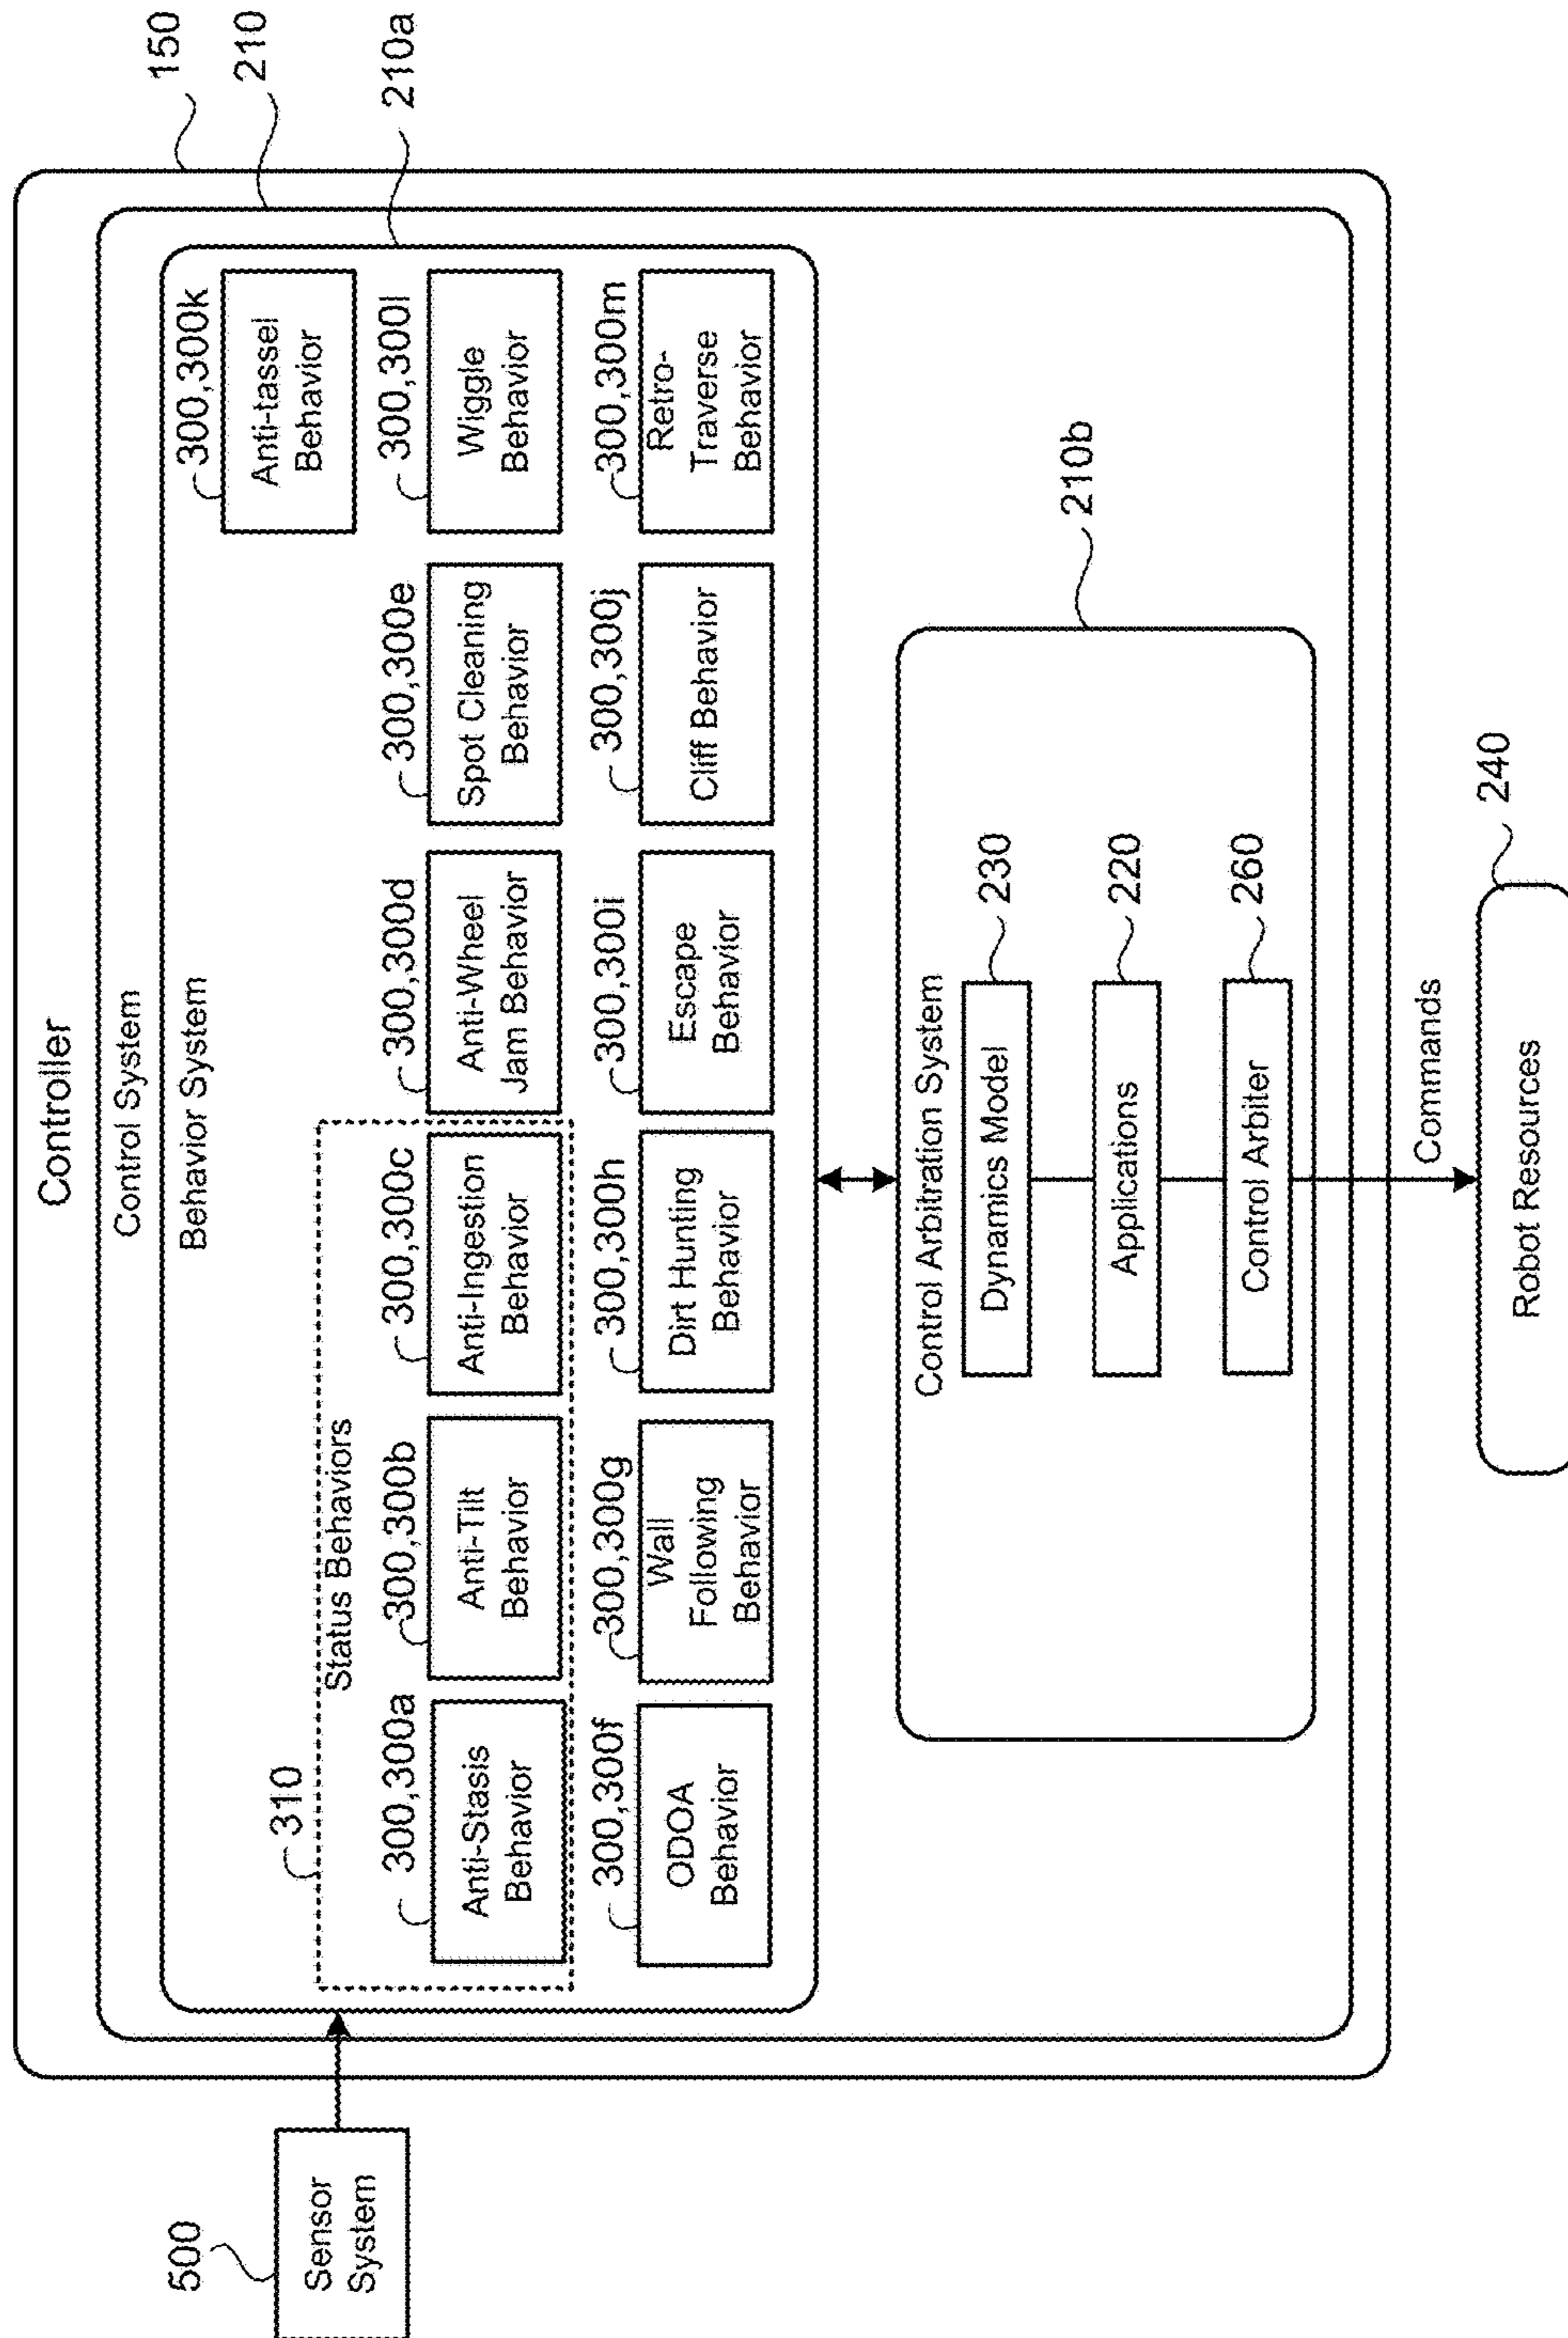 Controller
150
Control System
210
Behavior System
210a
500
Sensor
System
310
Status Behaviors
300,300k
Anti-tassel
Behavior
300,300a
Anti-Stasis
Behavior
300,300b
Anti-Tilt
Behavior
300,300c
Anti-Ingestion
Behavior
300,300d
Anti-Wheel
Jam Behavior
300,300e
Spot Cleaning
Behavior
300,300l
Wiggle
Behavior
300,300f
ODOA
Behavior
300,300g
Wall
Following
Behavior
300,300h
Dirt Hunting
Behavior
300,300i
Escape
Behavior
300,300j
Cliff Behavior
300,300m
Retro-
Traverse
Behavior
210b
Control Arbitration System
Dynamics Model
230
Applications
220
Control Arbiter
260
Commands
240
Robot Resources